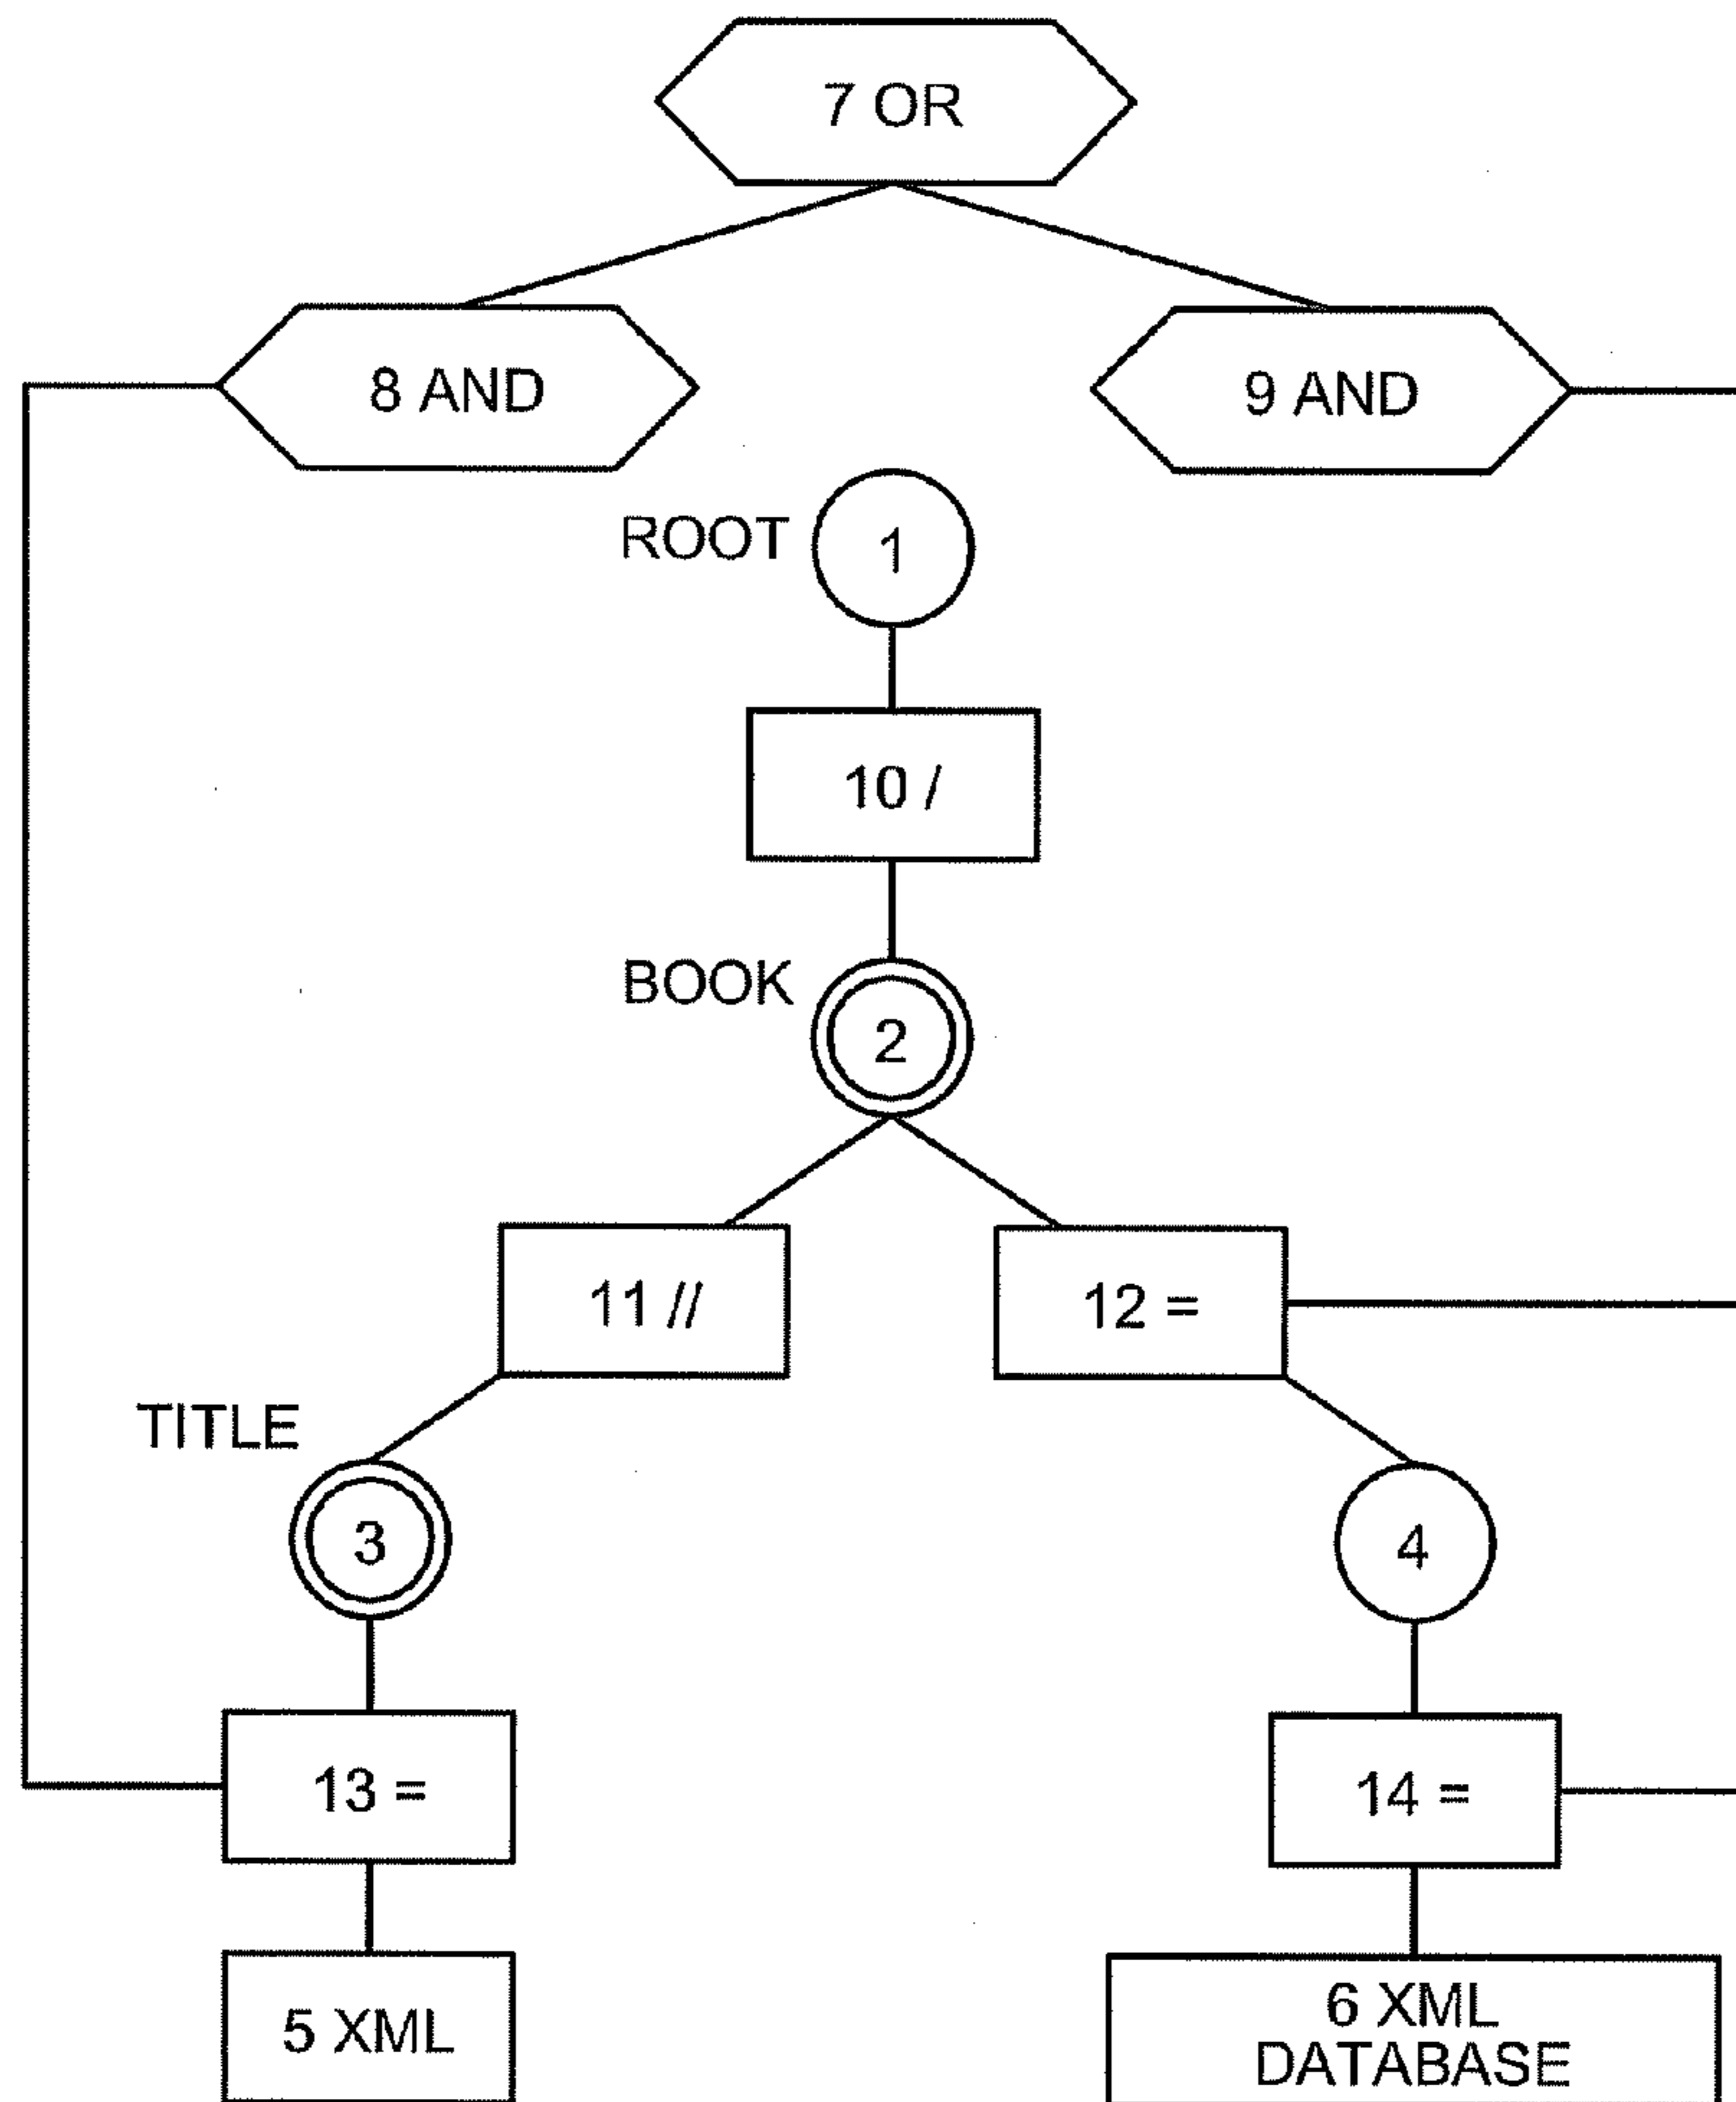 7 OR
8 AND
9 AND
ROOT
1
10 /
BOOK
2
11 //
12 =
TITLE
3
4
13 =
14 =
5 XML
6 XML
DATABASE